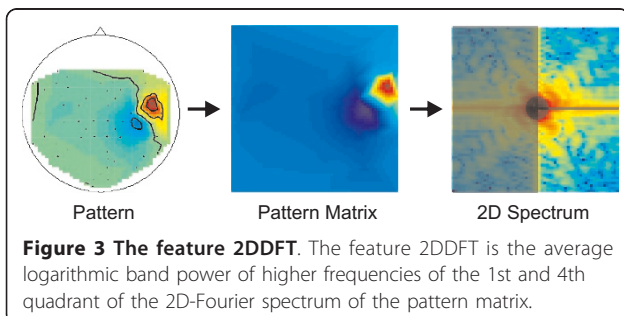 Pattern
Pattern Matrix
2D Spectrum
Figure 3 The feature 2DDFT. The feature 2DDFT is the average
logarithmic band power of higher frequencies of the 1st and 4th
quadrant of the 2D-Fourier spectrum of the pattern matrix.